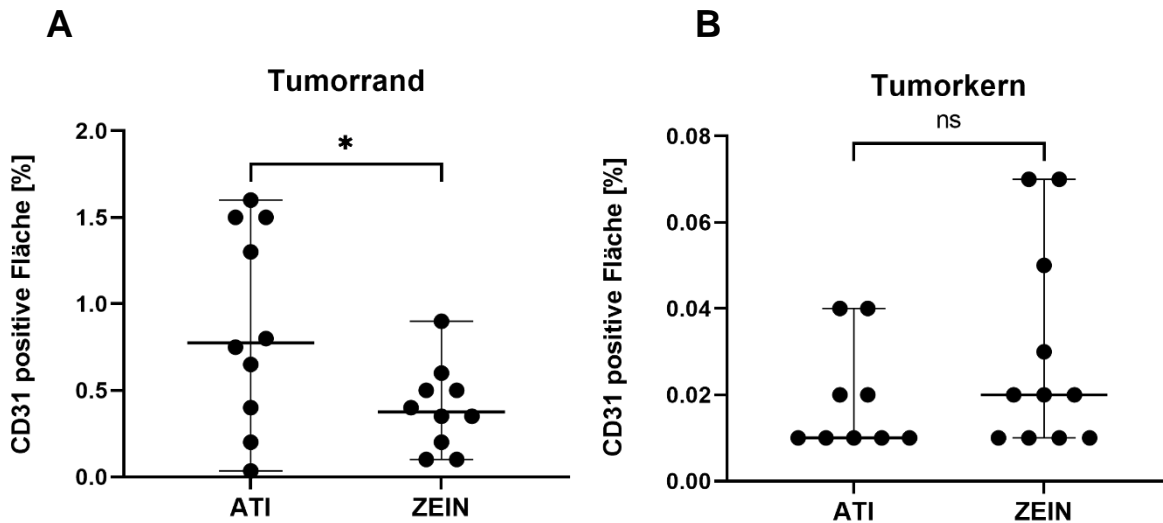 A
Tumorrand
CD31 positive Fläche [%]
2.0
1.5
1.0
0.5
0.0
*
ATI
ZEIN
B
Tumorkern
CD31 positive Fläche [%]
0.08
0.06
0.04
0.02
0.00
ns
ATI
ZEIN